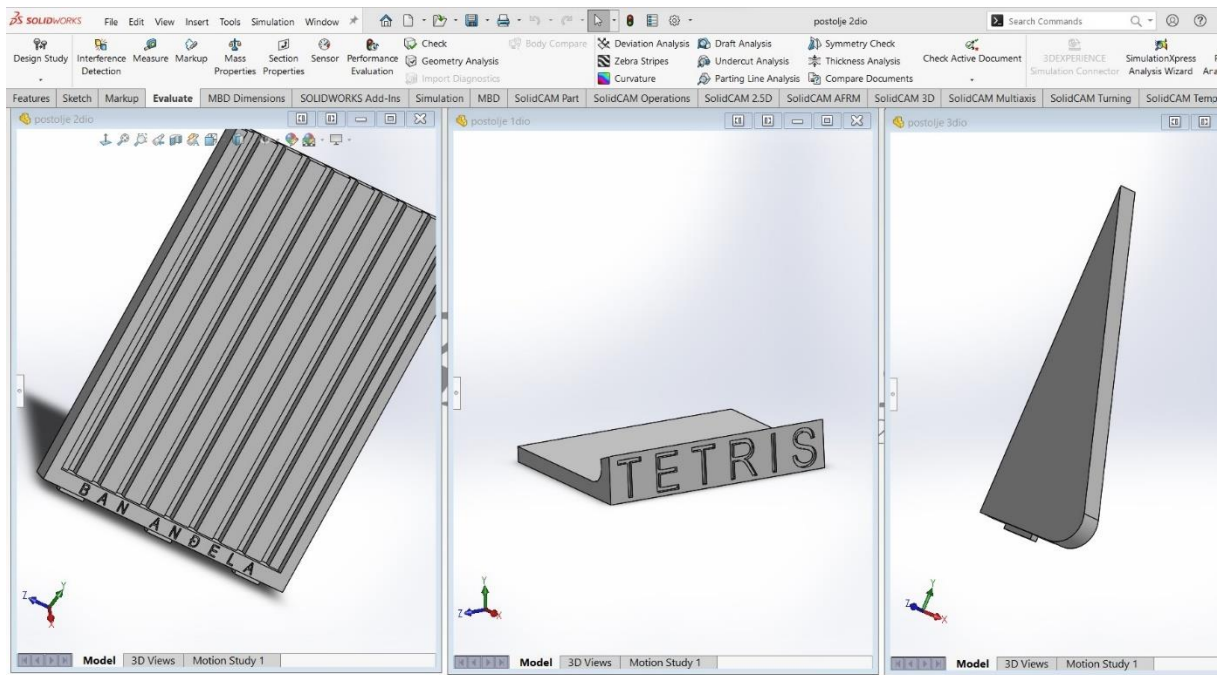 SOLIDWORKS File Edit View Insert Tools Simulation Window postolje 2dio Search Commands
Design Study
Interference Detection
Measure
Markup
Mass Properties
Section Properties
Sensor
Performance Evaluation
Check
Geometry Analysis
Import Diagnostics
Body Compare
Deviation Analysis
Zebra Stripes
Curvature
Draft Analysis
Undercut Analysis
Parting Line Analysis
Symmetry Check
Thickness Analysis
Compare Documents
Check Active Document
3DEXPERIENCE Simulation Connector
SimulationXpress Analysis Wizard
Features Sketch Markup Evaluate MBD Dimensions SOLIDWORKS Add-Ins Simulation MBD SolidCAM Part SolidCAM Operations SolidCAM 2.5D SolidCAM AFRM SolidCAM 3D SolidCAM Multiaxis SolidCAM Turning SolidCAM Temp
postolje 2dio
BAN ANĐELA
Z Y X
Model 3D Views Motion Study 1
postolje 1dio
TETRIS
Y Z X
Model 3D Views Motion Study 1
postolje 3dio
Y Z X
Model 3D Views Motion Study 1